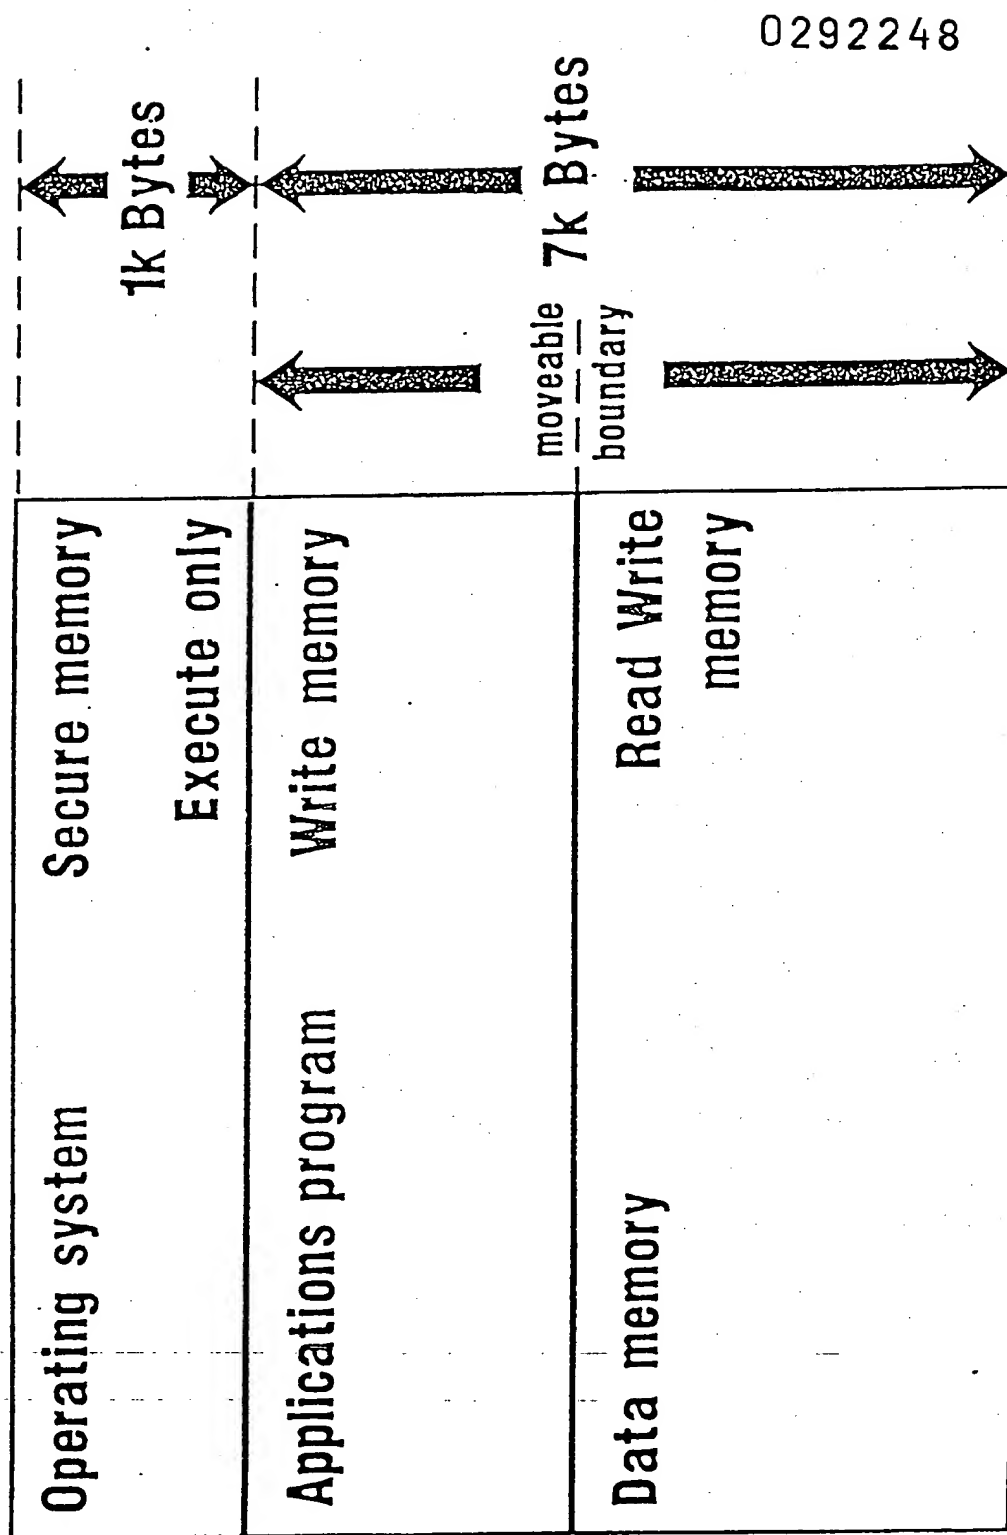 0292248
Operating system
Secure memory
Execute only
1k Bytes
Applications program
Write memory
moveable
boundary
7k Bytes
Data memory
Read Write
memory